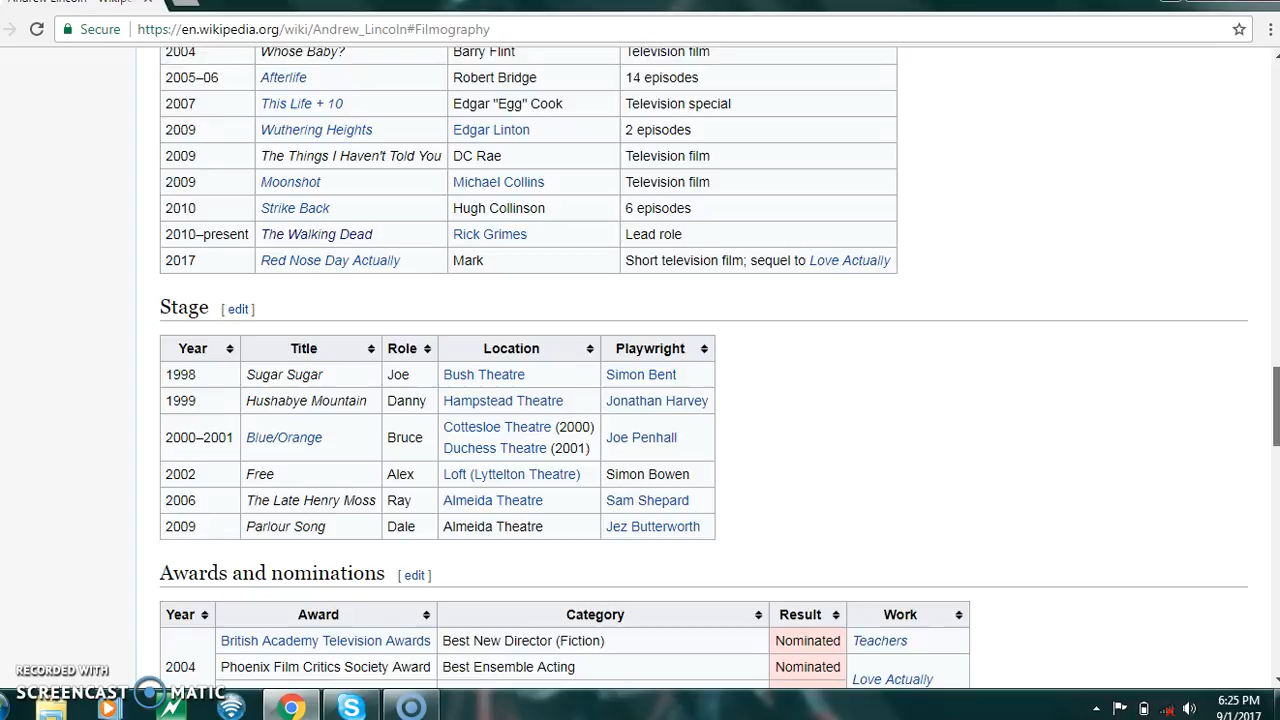 Secure https://en.wikipedia.org/wiki/Andrew_Lincoln#Filmography
2004 Whose Baby? Barry Flint Television film
2005–06 Afterlife Robert Bridge 14 episodes
2007 This Life + 10 Edgar "Egg" Cook Television special
2009 Wuthering Heights Edgar Linton 2 episodes
2009 The Things I Haven't Told You DC Rae Television film
2009 Moonshot Michael Collins Television film
2010 Strike Back Hugh Collinson 6 episodes
2010–present The Walking Dead Rick Grimes Lead role
2017 Red Nose Day Actually Mark Short television film; sequel to Love Actually
Stage [ edit ]
Year Title Role Location Playwright
1998 Sugar Sugar Joe Bush Theatre Simon Bent
1999 Hushabye Mountain Danny Hampstead Theatre Jonathan Harvey
2000–2001 Blue/Orange Bruce Cottesloe Theatre (2000) Joe Penhall
Duchess Theatre (2001)
2002 Free Alex Loft (Lyttelton Theatre) Simon Bowen
2006 The Late Henry Moss Ray Almeida Theatre Sam Shepard
2009 Parlour Song Dale Almeida Theatre Jez Butterworth
Awards and nominations [ edit ]
Year Award Category Result Work
British Academy Television Awards Best New Director (Fiction) Nominated Teachers
2004 Phoenix Film Critics Society Award Best Ensemble Acting Nominated
Love Actually
RECORDED WITH
SCREENCAST MATIC
6:25 PM
9/1/2017